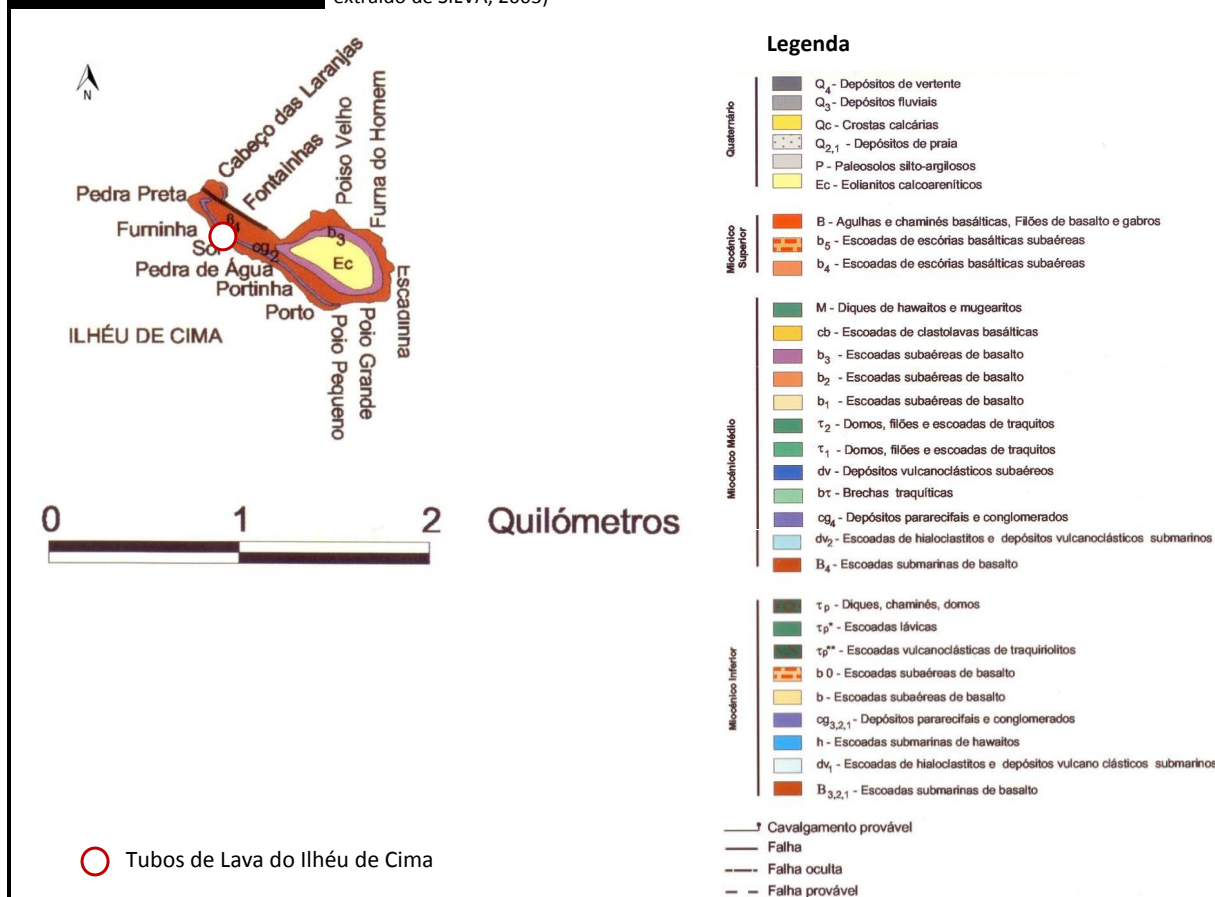 extraído de SILVA, 2003)
Legenda
N
Cabeço das Laranjas
Fontainhas
Poiso Velho
Furna do Homem
Pedra Preta
Furninha
Sol
Pedra de Água
Portinha
Porto
Poio Pequeno
Poio Grande
Escadinha
B4
cg2
b3
Ec
ILHÉU DE CIMA
0 1 2 Quilómetros
Tubos de Lava do Ilhéu de Cima
Quaternário
Q4 - Depósitos de vertente
Q3 - Depósitos fluviais
Qc - Crostas calcárias
Q2,1 - Depósitos de praia
P - Paleosolos silto-argilosos
Ec - Eolianitos calcoareníticos
Miocénico Superior
B - Agulhas e chaminés basálticas, Filões de basalto e gabros
b5 - Escoadas de escórias basálticas subaéreas
b4 - Escoadas de escórias basálticas subaéreas
Miocénico Médio
M - Diques de hawaitos e mugearitos
cb - Escoadas de clastolavas basálticas
b3 - Escoadas subaéreas de basalto
b2 - Escoadas subaéreas de basalto
b1 - Escoadas subaéreas de basalto
τ2 - Domos, filões e escoadas de traquitos
τ1 - Domos, filões e escoadas de traquitos
dv - Depósitos vulcanoclásticos subaéreos
bτ - Brechas traquíticas
cg4 - Depósitos pararecifais e conglomerados
dv2 - Escoadas de hialoclastitos e depósitos vulcanoclásticos submarinos
B4 - Escoadas submarinas de basalto
Miocénico Inferior
τp - Diques, chaminés, domos
τp* - Escoadas lávicas
τp** - Escoadas vulcanoclásticas de traquiriolitos
b 0 - Escoadas subaéreas de basalto
b - Escoadas subaéreas de basalto
cg3,2,1 - Depósitos pararecifais e conglomerados
h - Escoadas submarinas de hawaitos
dv1 - Escoadas de hialoclastitos e depósitos vulcano clásticos submarinos
B3,2,1 - Escoadas submarinas de basalto
Cavalgamento provável
Falha
Falha oculta
Falha provável